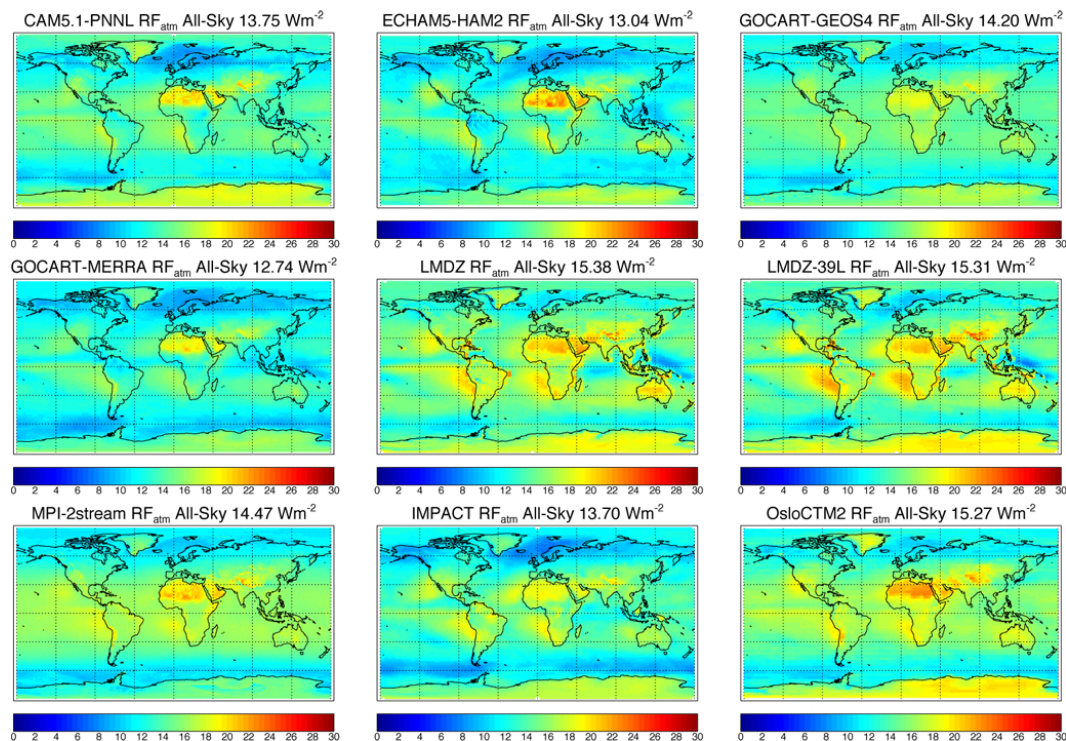 CAM5.1-PNNL RFatm All-Sky 13.75 Wm-2
ECHAM5-HAM2 RFatm All-Sky 13.04 Wm-2
GOCART-GEOS4 RFatm All-Sky 14.20 Wm-2
0 2 4 6 8 10 12 14 16 18 20 22 24 26 28 30
0 2 4 6 8 10 12 14 16 18 20 22 24 26 28 30
0 2 4 6 8 10 12 14 16 18 20 22 24 26 28 30
GOCART-MERRA RFatm All-Sky 12.74 Wm-2
LMDZ RFatm All-Sky 15.38 Wm-2
LMDZ-39L RFatm All-Sky 15.31 Wm-2
0 2 4 6 8 10 12 14 16 18 20 22 24 26 28 30
0 2 4 6 8 10 12 14 16 18 20 22 24 26 28 30
0 2 4 6 8 10 12 14 16 18 20 22 24 26 28 30
MPI-2stream RFatm All-Sky 14.47 Wm-2
IMPACT RFatm All-Sky 13.70 Wm-2
OsloCTM2 RFatm All-Sky 15.27 Wm-2
0 2 4 6 8 10 12 14 16 18 20 22 24 26 28 30
0 2 4 6 8 10 12 14 16 18 20 22 24 26 28 30
0 2 4 6 8 10 12 14 16 18 20 22 24 26 28 30